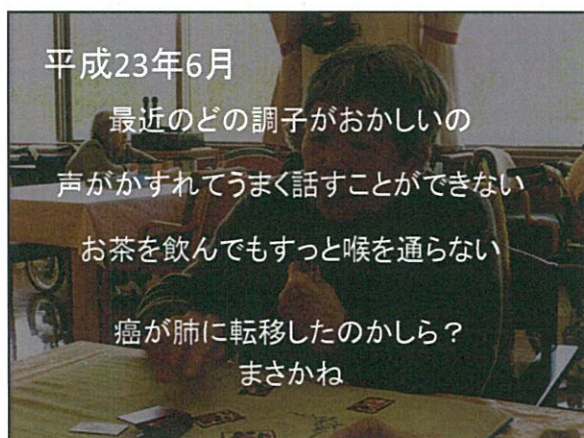 平成23年6月
最近のどの調子がおかしいの
声がかすれてうまく話すことができない
お茶を飲んでもすっと喉を通らない
癌が肺に転移したのかしら？
まさかね